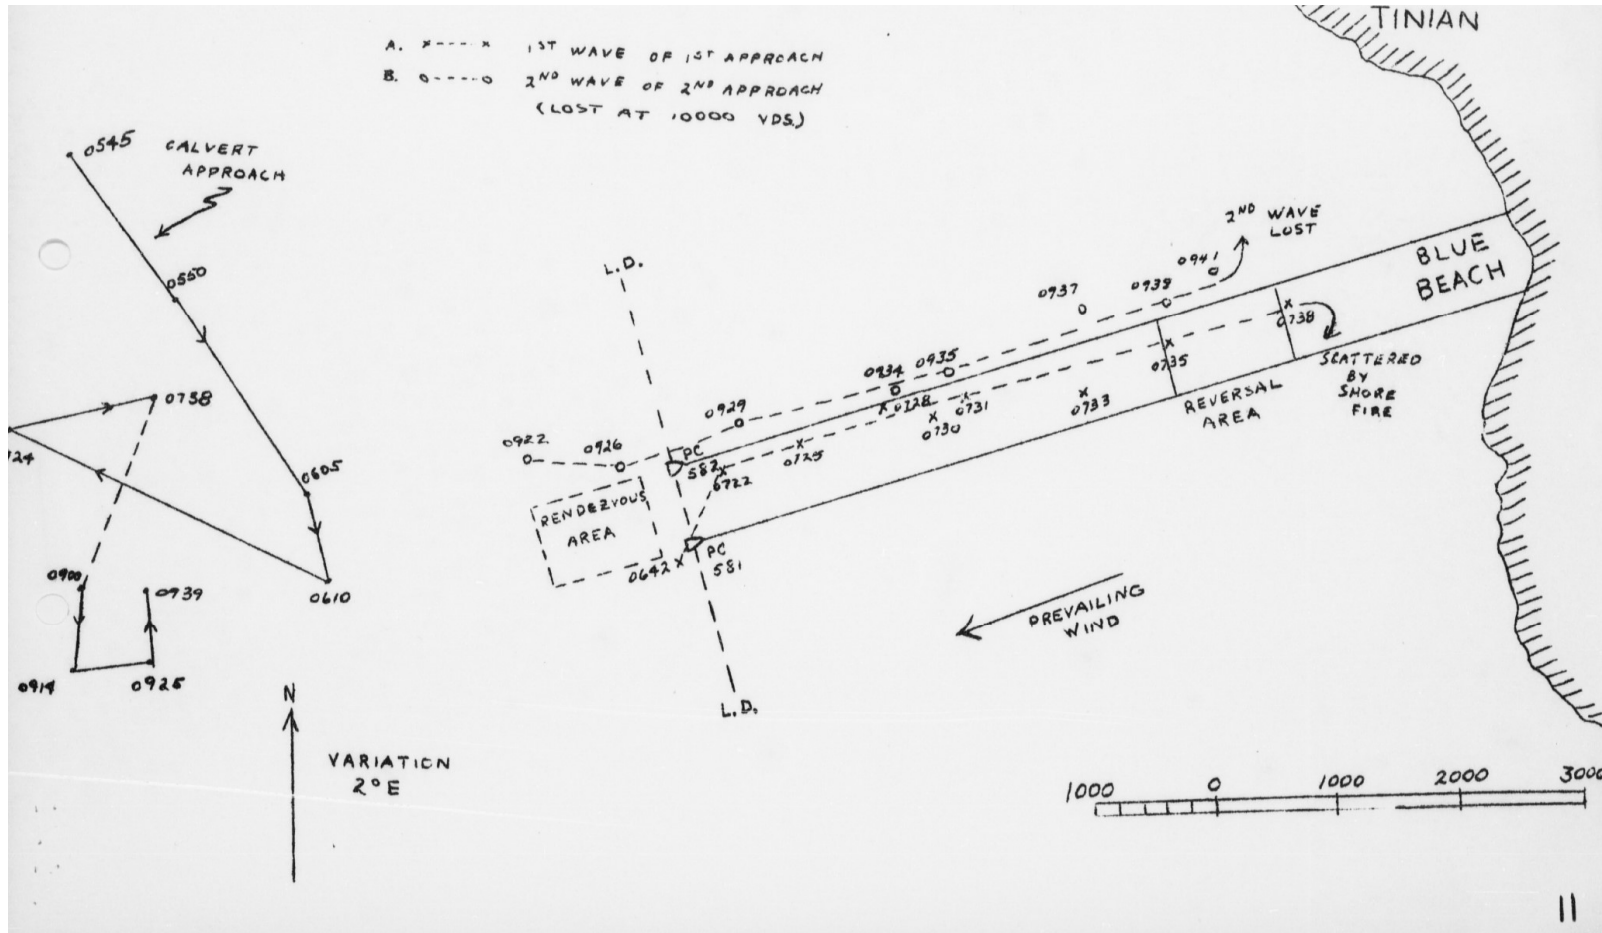 TINIAN
A. x----x 1ST WAVE OF 1ST APPROACH
B. o----o 2ND WAVE OF 2ND APPROACH
(LOST AT 10000 YDS.)
0545
CALVERT
APPROACH
0550
L.D.
2ND WAVE
LOST
BLUE
BEACH
0941
0939
0937
0738
0735
SCATTERED
BY
SHORE
FIRE
REVERSAL
AREA
0935
0934
0728
0731
0730
0733
0929
0725
0922
0926
PC
582
0722
0738
24
0605
RENDEZVOUS
AREA
PC
581
0642
0900
0939
0610
PREVAILING
WIND
0914
0925
L.D.
N
VARIATION
2° E
1000 0 1000 2000 3000
11